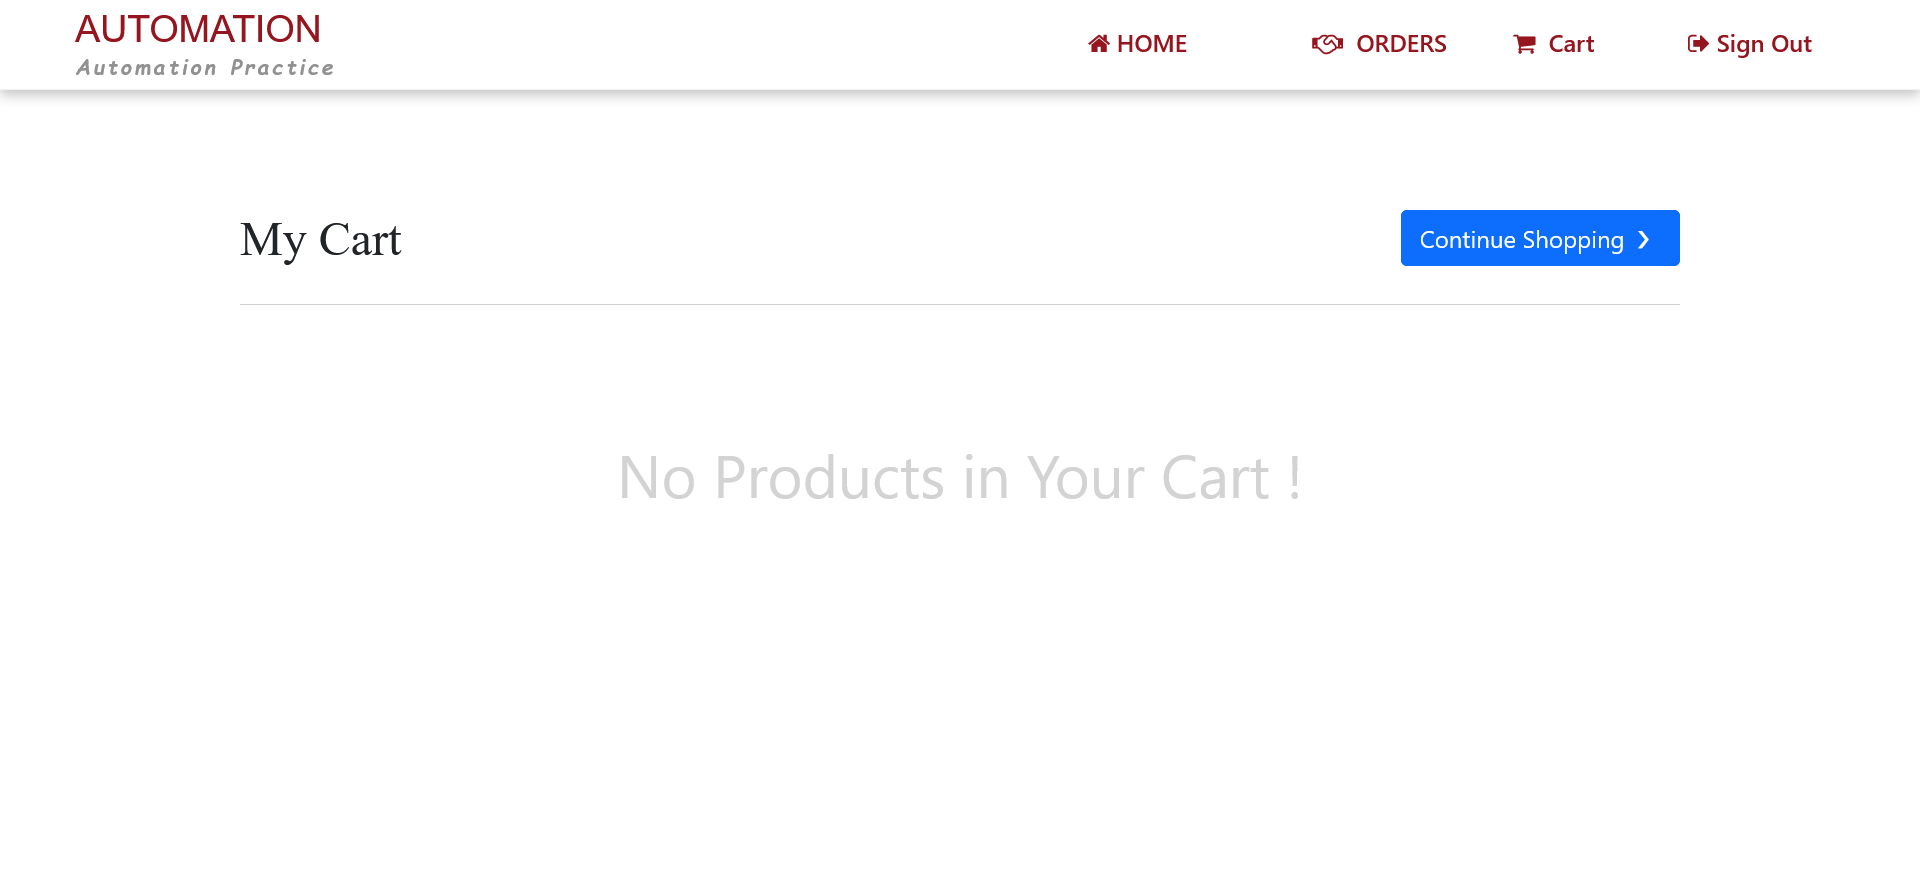 AUTOMATION
Automation Practice
HOME
ORDERS
Cart
Sign Out
My Cart
Continue Shopping ❯
No Products in Your Cart !